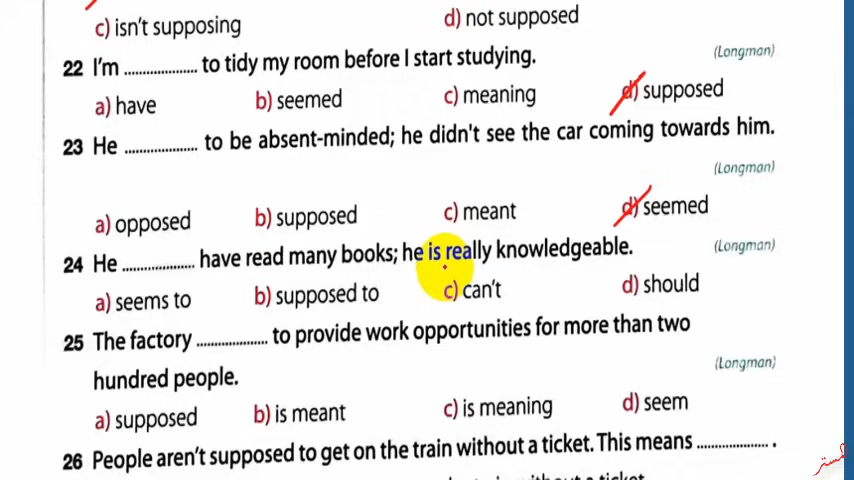 c) isn't supposing d) not supposed
22 I'm .................... to tidy my room before I start studying. (Longman)
a) have b) seemed c) meaning d) supposed
23 He .................... to be absent-minded; he didn't see the car coming towards him.
(Longman)
a) opposed b) supposed c) meant d) seemed
24 He .................... have read many books; he is really knowledgeable. (Longman)
a) seems to b) supposed to c) can't d) should
25 The factory .................... to provide work opportunities for more than two
(Longman)
hundred people.
a) supposed b) is meant c) is meaning d) seem
26 People aren't supposed to get on the train without a ticket. This means .................... .